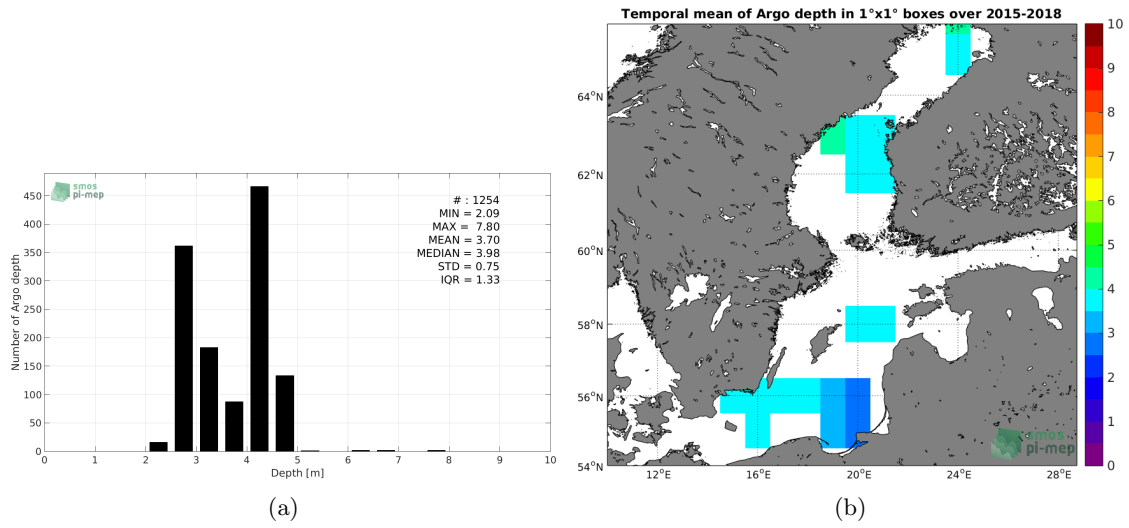 smos
pi-mep
# : 1254
MIN = 2.09
MAX = 7.80
MEAN = 3.70
MEDIAN = 3.98
STD = 0.75
IQR = 1.33
Number of Argo depth
450
400
350
300
250
200
150
100
50
0
0 1 2 3 4 5 6 7 8 9 10
Depth [m]
(a)
Temporal mean of Argo depth in 1°x1° boxes over 2015-2018
64°N
62°N
60°N
58°N
56°N
54°N
12°E 16°E 20°E 24°E 28°E
smos
pi-mep
10
9
8
7
6
5
4
3
2
1
0
(b)